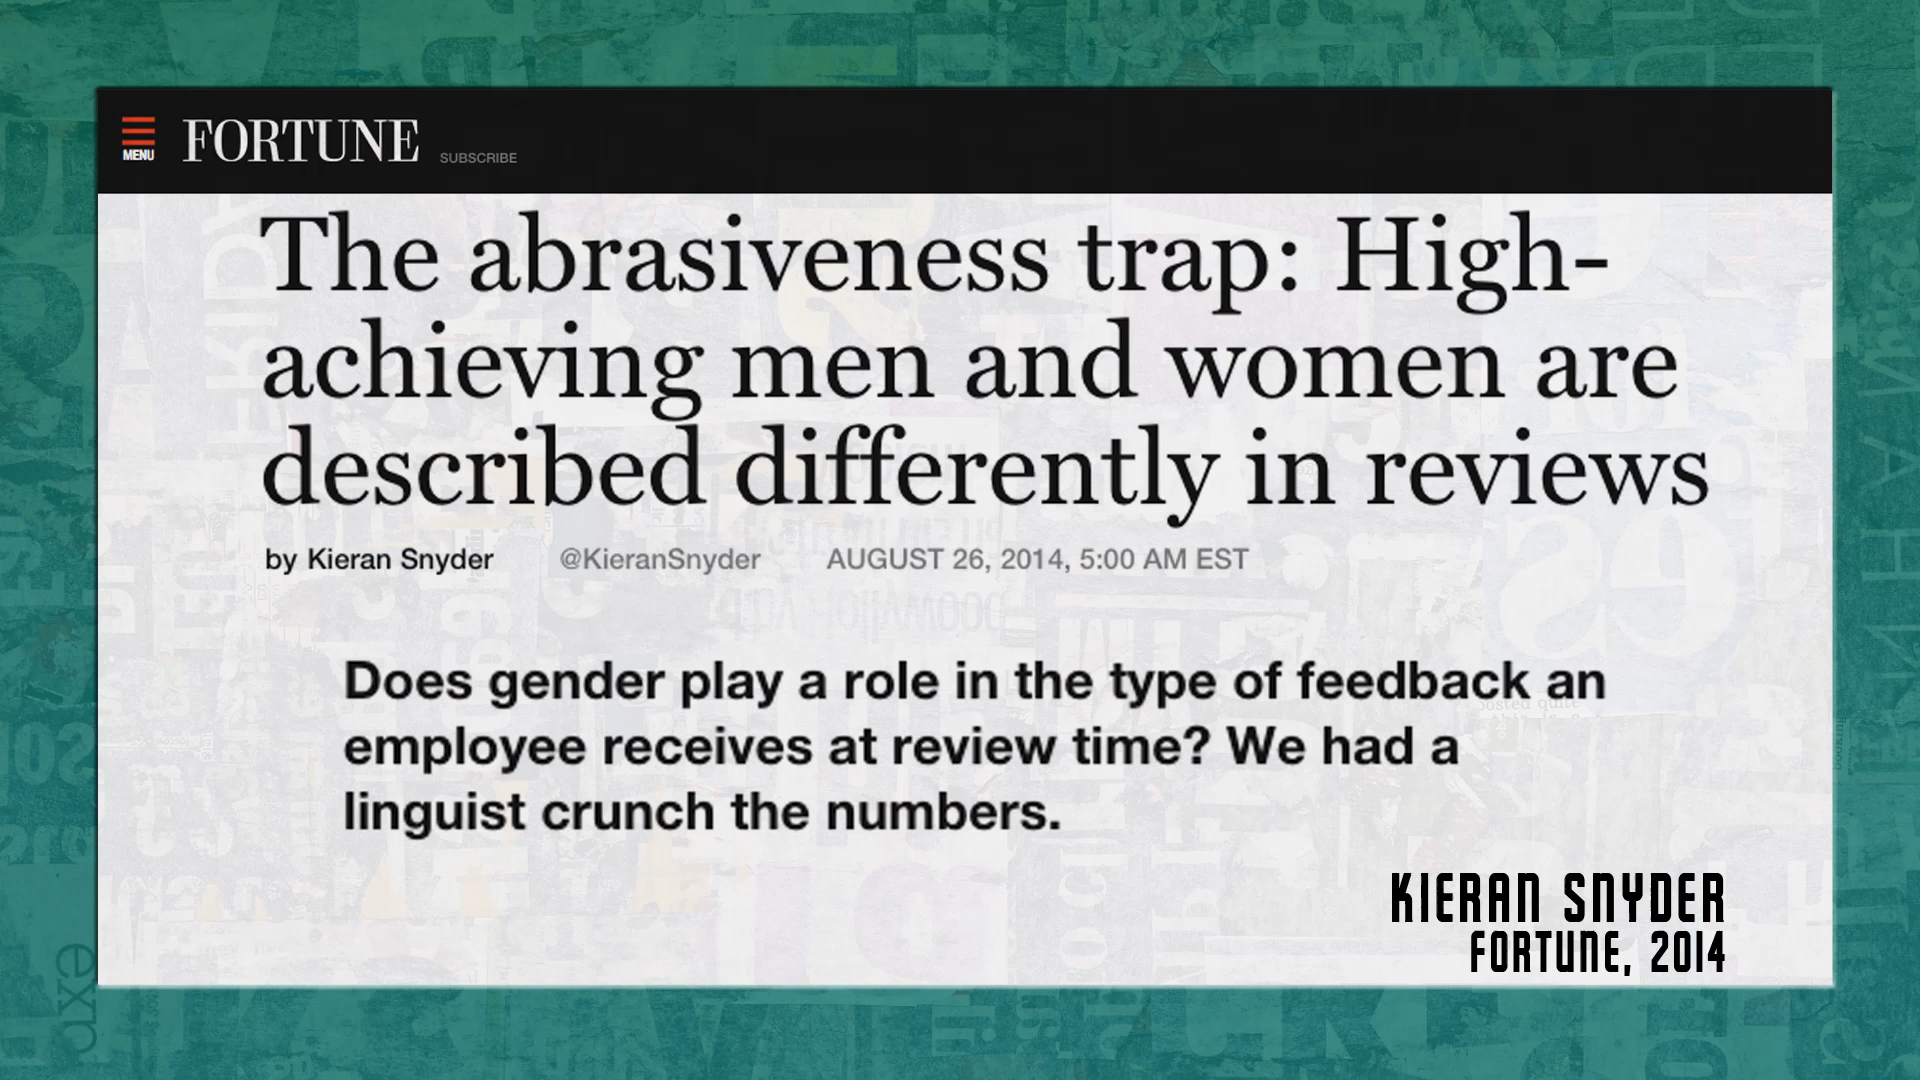 MENU FORTUNE SUBSCRIBE
The abrasiveness trap: High-
achieving men and women are
described differently in reviews
by Kieran Snyder @KieranSnyder AUGUST 26, 2014, 5:00 AM EST
Does gender play a role in the type of feedback an
employee receives at review time? We had a
linguist crunch the numbers.
KIERAN SNYDER
FORTUNE, 2014